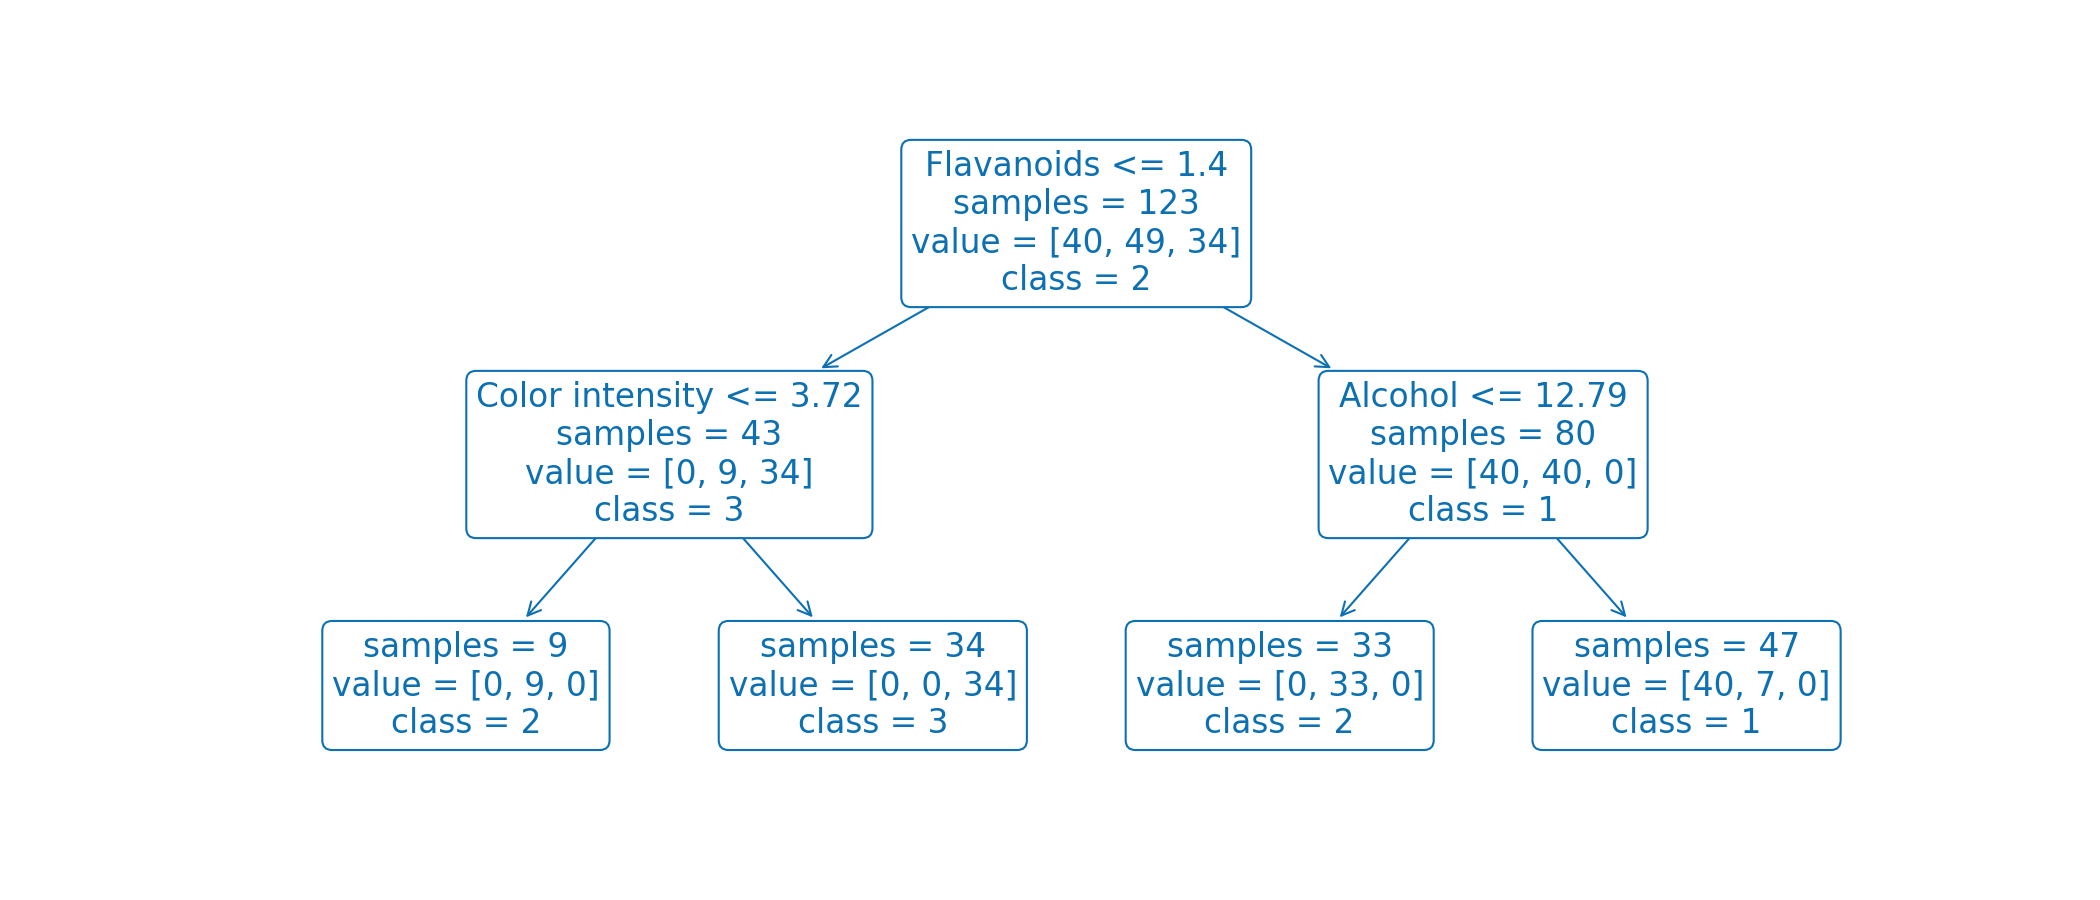 Flavanoids <= 1.4
samples = 123
value = [40, 49, 34]
class = 2
Color intensity <= 3.72
samples = 43
value = [0, 9, 34]
class = 3
Alcohol <= 12.79
samples = 80
value = [40, 40, 0]
class = 1
samples = 9
value = [0, 9, 0]
class = 2
samples = 34
value = [0, 0, 34]
class = 3
samples = 33
value = [0, 33, 0]
class = 2
samples = 47
value = [40, 7, 0]
class = 1